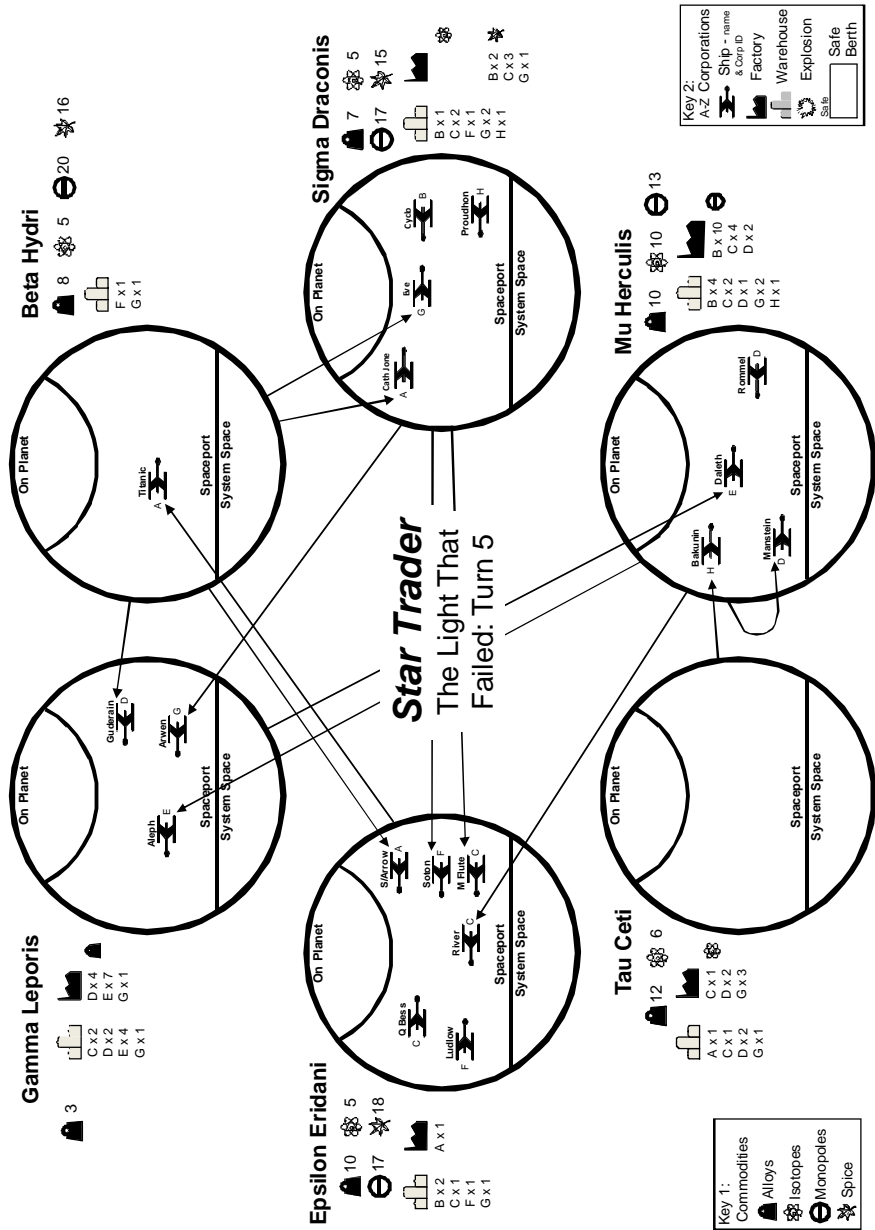 Gamma Leporis
3
C x 2
D x 2
E x 4
G x 1
D x 4
E x 7
G x 1
On Planet
Guderain
D
Arwen
G
Aleph
E
Spaceport
System Space
Beta Hydri
8
5
20
16
F x 1
G x 1
On Planet
Titanic
A
Spaceport
System Space
Epsilon Eridani
10
5
17
18
B x 2
C x 1
F x 1
G x 1
A x 1
On Planet
S/Arrow
A
Soton
F
M Flute
C
River
C
Q Bess
C
Ludlow
F
Spaceport
System Space
Star Trader
The Light That
Failed: Turn 5
Sigma Draconis
7
5
17
15
B x 1
C x 2
F x 1
G x 2
H x 1
B x 2
C x 3
G x 1
On Planet
Cath Jone
A
Eve
G
Cyclo
B
Proudhon
H
Spaceport
System Space
Tau Ceti
12
6
A x 1
C x 1
D x 2
G x 1
C x 1
D x 2
G x 3
On Planet
Spaceport
System Space
Mu Herculis
10
10
13
B x 4
C x 2
D x 1
G x 2
H x 1
B x 10
C x 4
D x 2
On Planet
Bakunin
H
Daleth
E
Manstein
D
Rommel
D
Spaceport
System Space
Key 1:
Commodities
Alloys
Isotopes
Monopoles
Spice
Key 2:
A-Z Corporations
Ship - name
& Corp ID
Factory
Warehouse
Explosion
Safe
Safe
Berth